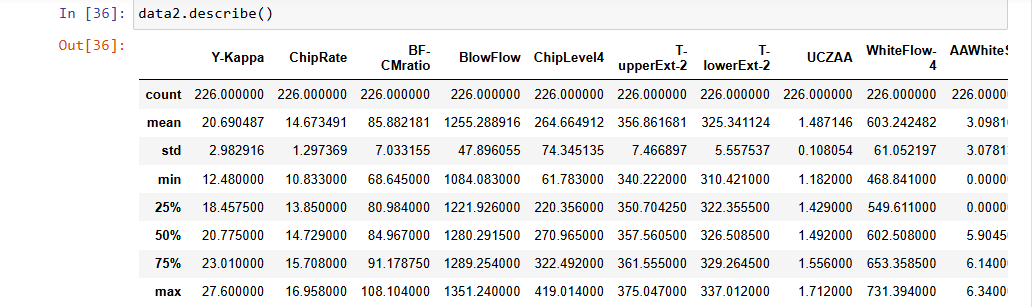 In [36]: data2.describe()
Out[36]:
Y-Kappa ChipRate BF-CMratio BlowFlow ChipLevel4 T-upperExt-2 T-lowerExt-2 UCZAA WhiteFlow-4 AAWhiteS
count 226.000000 226.000000 226.000000 226.000000 226.000000 226.000000 226.000000 226.000000 226.000000 226.0000
mean 20.690487 14.673491 85.882181 1255.288916 264.664912 356.861681 325.341124 1.487146 603.242482 3.0981
std 2.982916 1.297369 7.033155 47.896055 74.345135 7.466897 5.557537 0.108054 61.052197 3.0781
min 12.480000 10.833000 68.645000 1084.083000 61.783000 340.222000 310.421000 1.182000 468.841000 0.0000
25% 18.457500 13.850000 80.984000 1221.926000 220.356000 350.704250 322.355500 1.429000 549.611000 0.0000
50% 20.775000 14.729000 84.967000 1280.291500 270.965000 357.560500 326.508500 1.492000 602.508000 5.9045
75% 23.010000 15.708000 91.178750 1289.254000 322.492000 361.555000 329.264500 1.556000 653.358500 6.1400
max 27.600000 16.958000 108.104000 1351.240000 419.014000 375.047000 337.012000 1.712000 731.394000 6.3400